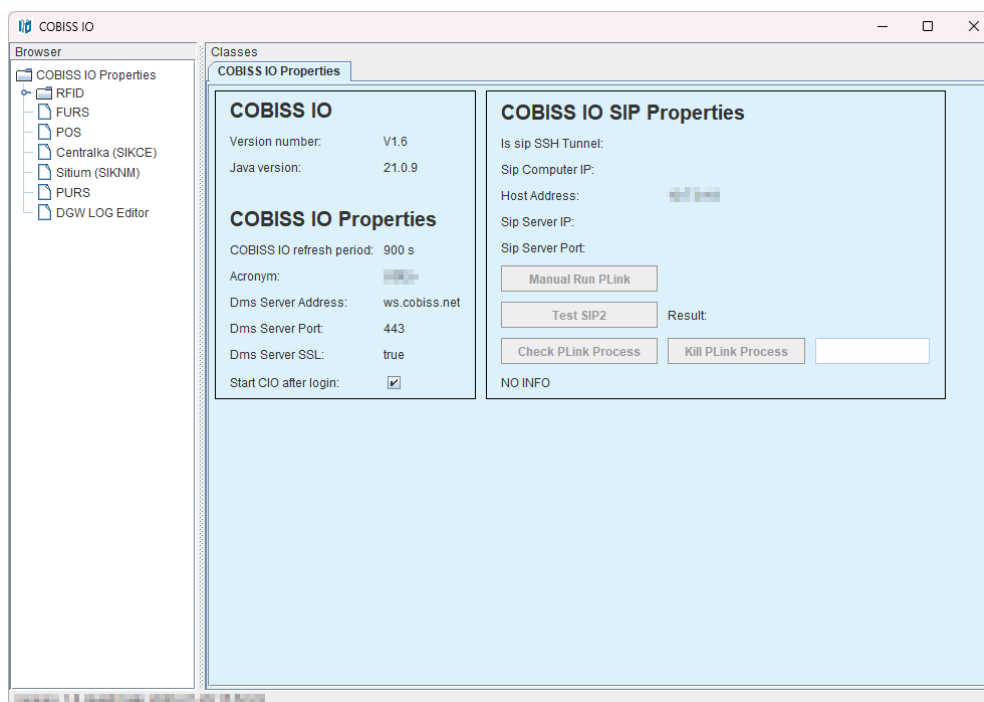 COBISS IO
Browser
COBISS IO Properties
RFID
FURS
POS
Centralka (SIKCE)
Sitium (SIKNM)
PURS
DGW LOG Editor
Classes
COBISS IO Properties
COBISS IO
Version number: V1.6
Java version: 21.0.9
COBISS IO Properties
COBISS IO refresh period: 900 s
Acronym:
Dms Server Address: ws.cobiss.net
Dms Server Port: 443
Dms Server SSL: true
Start CIO after login:
COBISS IO SIP Properties
Is sip SSH Tunnel:
Sip Computer IP:
Host Address:
Sip Server IP:
Sip Server Port:
Manual Run PLink
Test SIP2 Result:
Check PLink Process Kill PLink Process
NO INFO